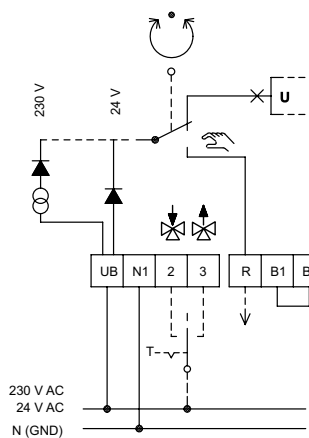 230 V
24 V
U
UB N1 2 3 R B1 B
T
230 V AC
24 V AC
N (GND)